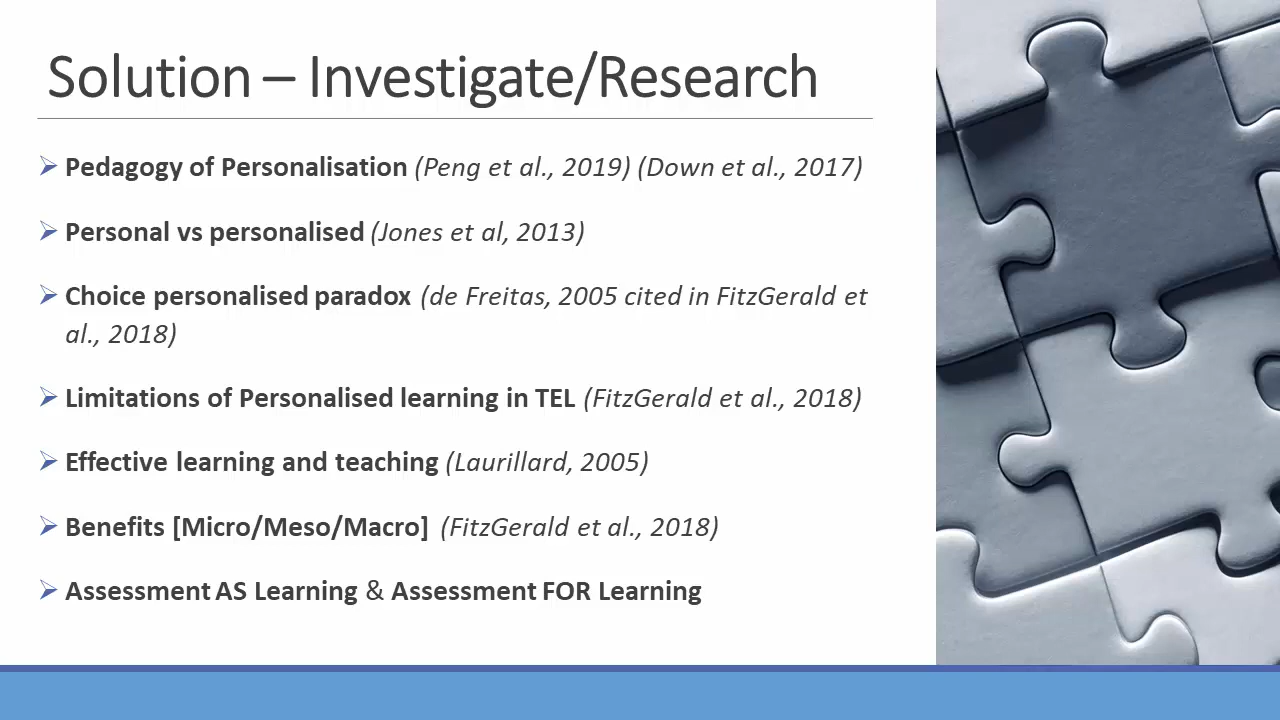 Solution – Investigate/Research
Pedagogy of Personalisation (Peng et al., 2019) (Down et al., 2017)
Personal vs personalised (Jones et al, 2013)
Choice personalised paradox (de Freitas, 2005 cited in FitzGerald et
al., 2018)
Limitations of Personalised learning in TEL (FitzGerald et al., 2018)
Effective learning and teaching (Laurillard, 2005)
Benefits [Micro/Meso/Macro] (FitzGerald et al., 2018)
Assessment AS Learning & Assessment FOR Learning